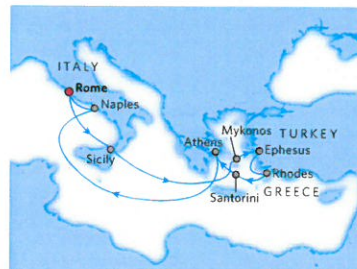 ITALY
Rome
Naples
Sicily
Athens
Mykonos
TURKEY
Ephesus
Rhodes
Santorini
GREECE